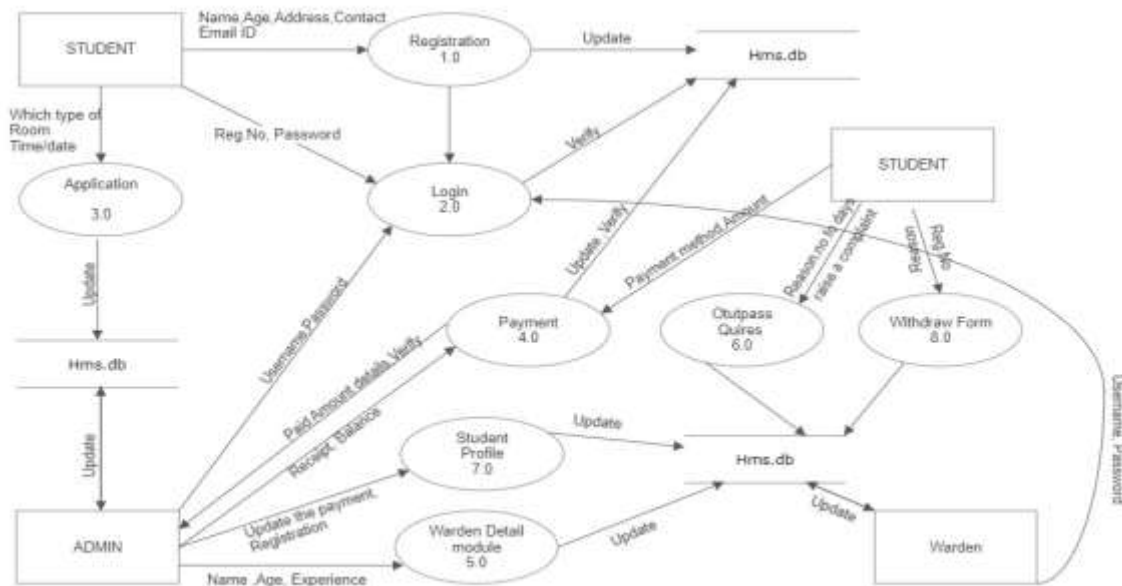 Name,Age,Address,Contact
Email ID
STUDENT
Registration
1.0
Update
Hms.db
Which type of
Room
Time/date
Reg.No, Password
Verify
STUDENT
Application
3.0
Login
2.0
Update, Verify
Payment method,Amount
Reason,no fo days
raise a complaint
Reg.No
Reason
Update
Username,Password
Payment
4.0
Otutpass
Quires
6.0
Withdraw Form
8.0
Hms.db
Paid Amount details,Verify
Receipt, Balance
Username, Password
Update
Student
Profile
7.0
Update
Hms.db
Update the payment,
Registration
ADMIN
Warden Detail
module
5.0
Update
Update
Warden
Name ,Age, Experience